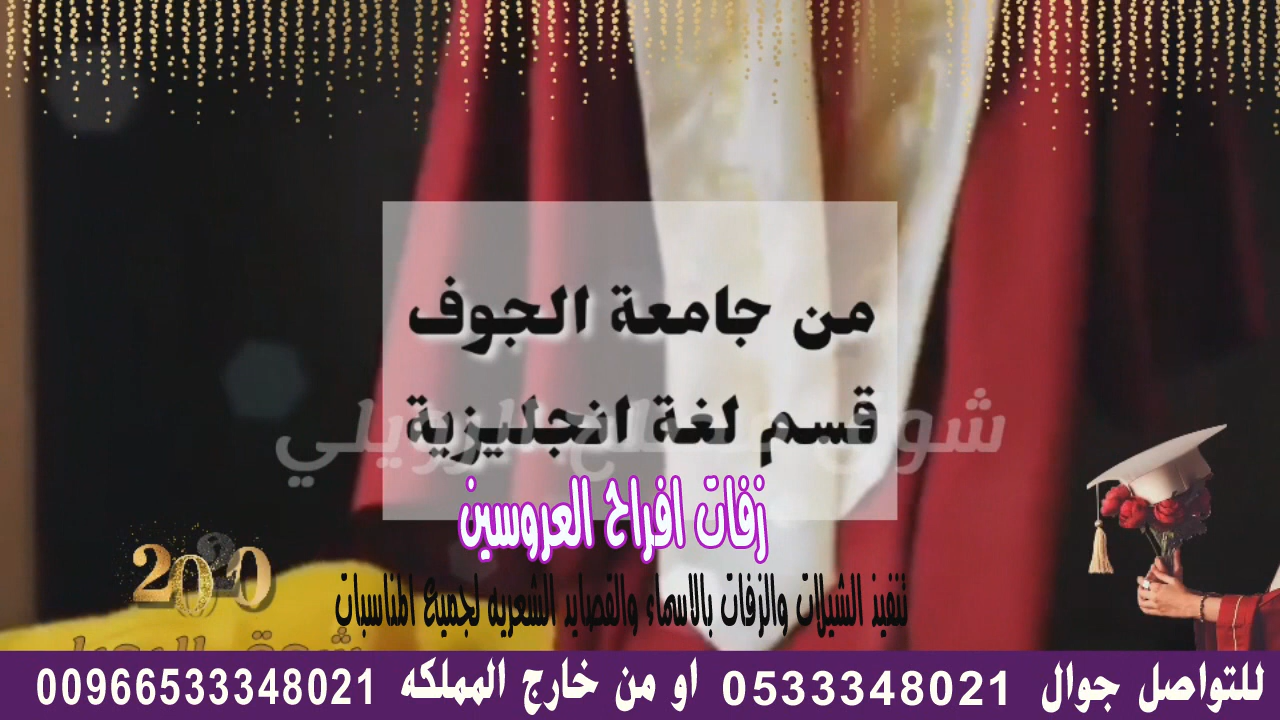 من جامعة الجوف
قسم لغة انجليزية
زفات افراح العروسين
تنفيذ الشيلات والزفات بالاسماء والقصايد الشعريه لجميع المناسبات
2020
للتواصل جوال 0533348021 او من خارج المملكه 00966533348021